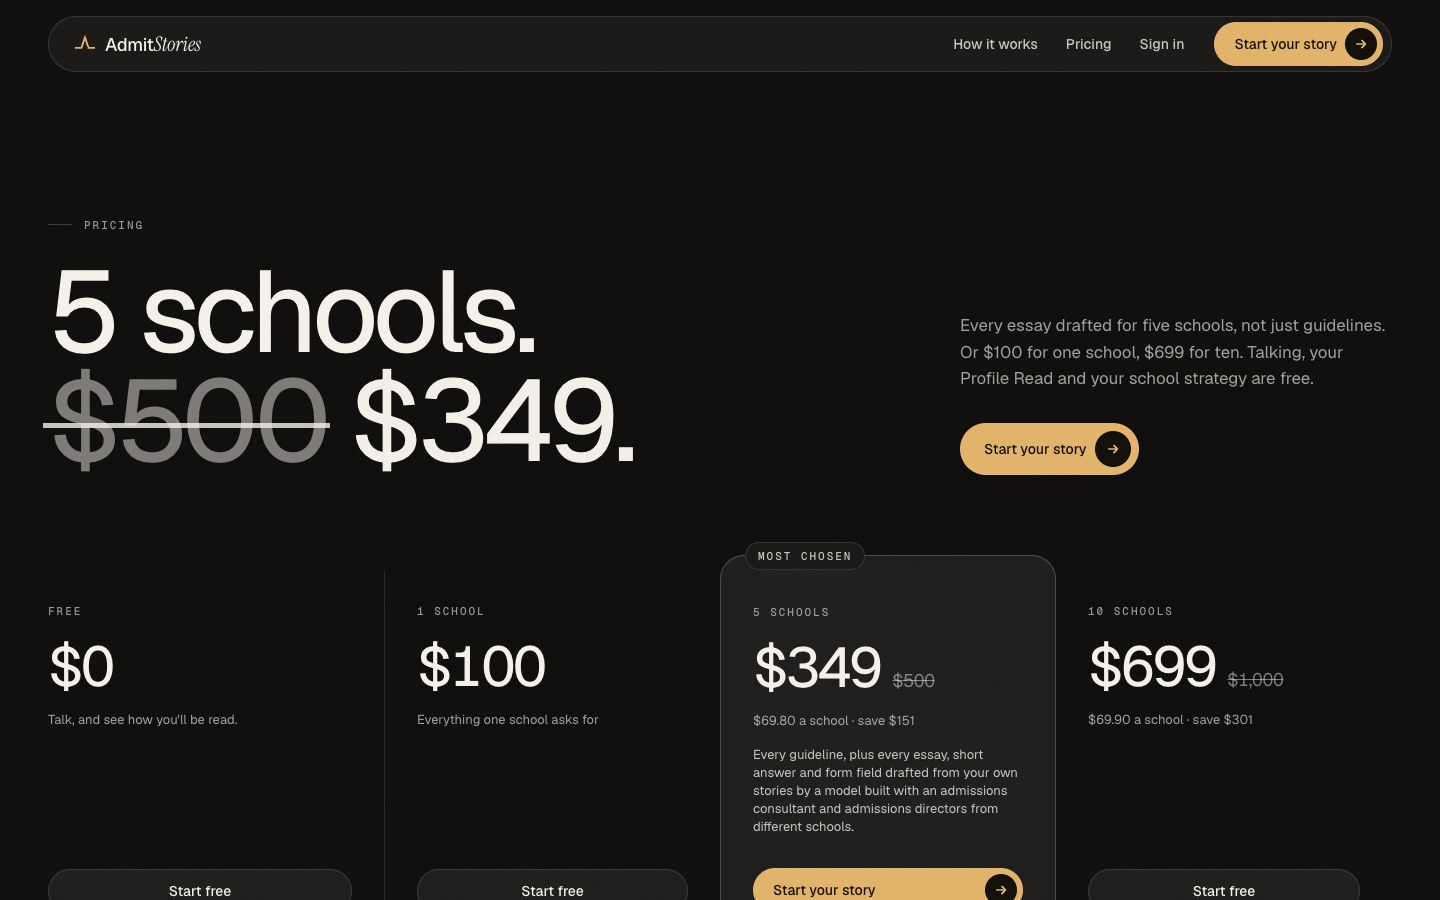 AdmitStories
How it works
Pricing
Sign in
Start your story
PRICING
5 schools.
$500 $349.
Every essay drafted for five schools, not just guidelines.
Or $100 for one school, $699 for ten. Talking, your
Profile Read and your school strategy are free.
Start your story
FREE
$0
Talk, and see how you'll be read.
Start free
1 SCHOOL
$100
Everything one school asks for
Start free
MOST CHOSEN
5 SCHOOLS
$349 $500
$69.80 a school · save $151
Every guideline, plus every essay, short
answer and form field drafted from your own
stories by a model built with an admissions
consultant and admissions directors from
different schools.
Start your story
10 SCHOOLS
$699 $1,000
$69.90 a school · save $301
Start free